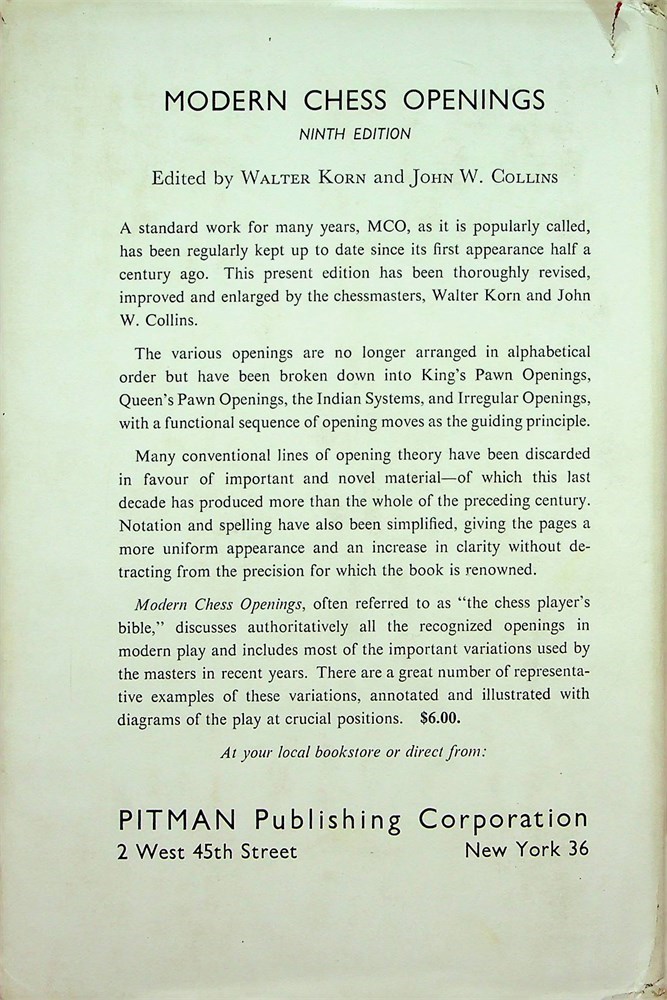 MODERN CHESS OPENINGS
NINTH EDITION
Edited by WALTER KORN and JOHN W. COLLINS
A standard work for many years, MCO, as it is popularly called,
has been regularly kept up to date since its first appearance half a
century ago. This present edition has been thoroughly revised,
improved and enlarged by the chessmasters, Walter Korn and John
W. Collins.
The various openings are no longer arranged in alphabetical
order but have been broken down into King's Pawn Openings,
Queen's Pawn Openings, the Indian Systems, and Irregular Openings,
with a functional sequence of opening moves as the guiding principle.
Many conventional lines of opening theory have been discarded
in favour of important and novel material—of which this last
decade has produced more than the whole of the preceding century.
Notation and spelling have also been simplified, giving the pages a
more uniform appearance and an increase in clarity without de-
tracting from the precision for which the book is renowned.
Modern Chess Openings, often referred to as “the chess player's
bible,” discusses authoritatively all the recognized openings in
modern play and includes most of the important variations used by
the masters in recent years. There are a great number of representa-
tive examples of these variations, annotated and illustrated with
diagrams of the play at crucial positions. $6.00.
At your local bookstore or direct from:
PITMAN Publishing Corporation
2 West 45th Street New York 36